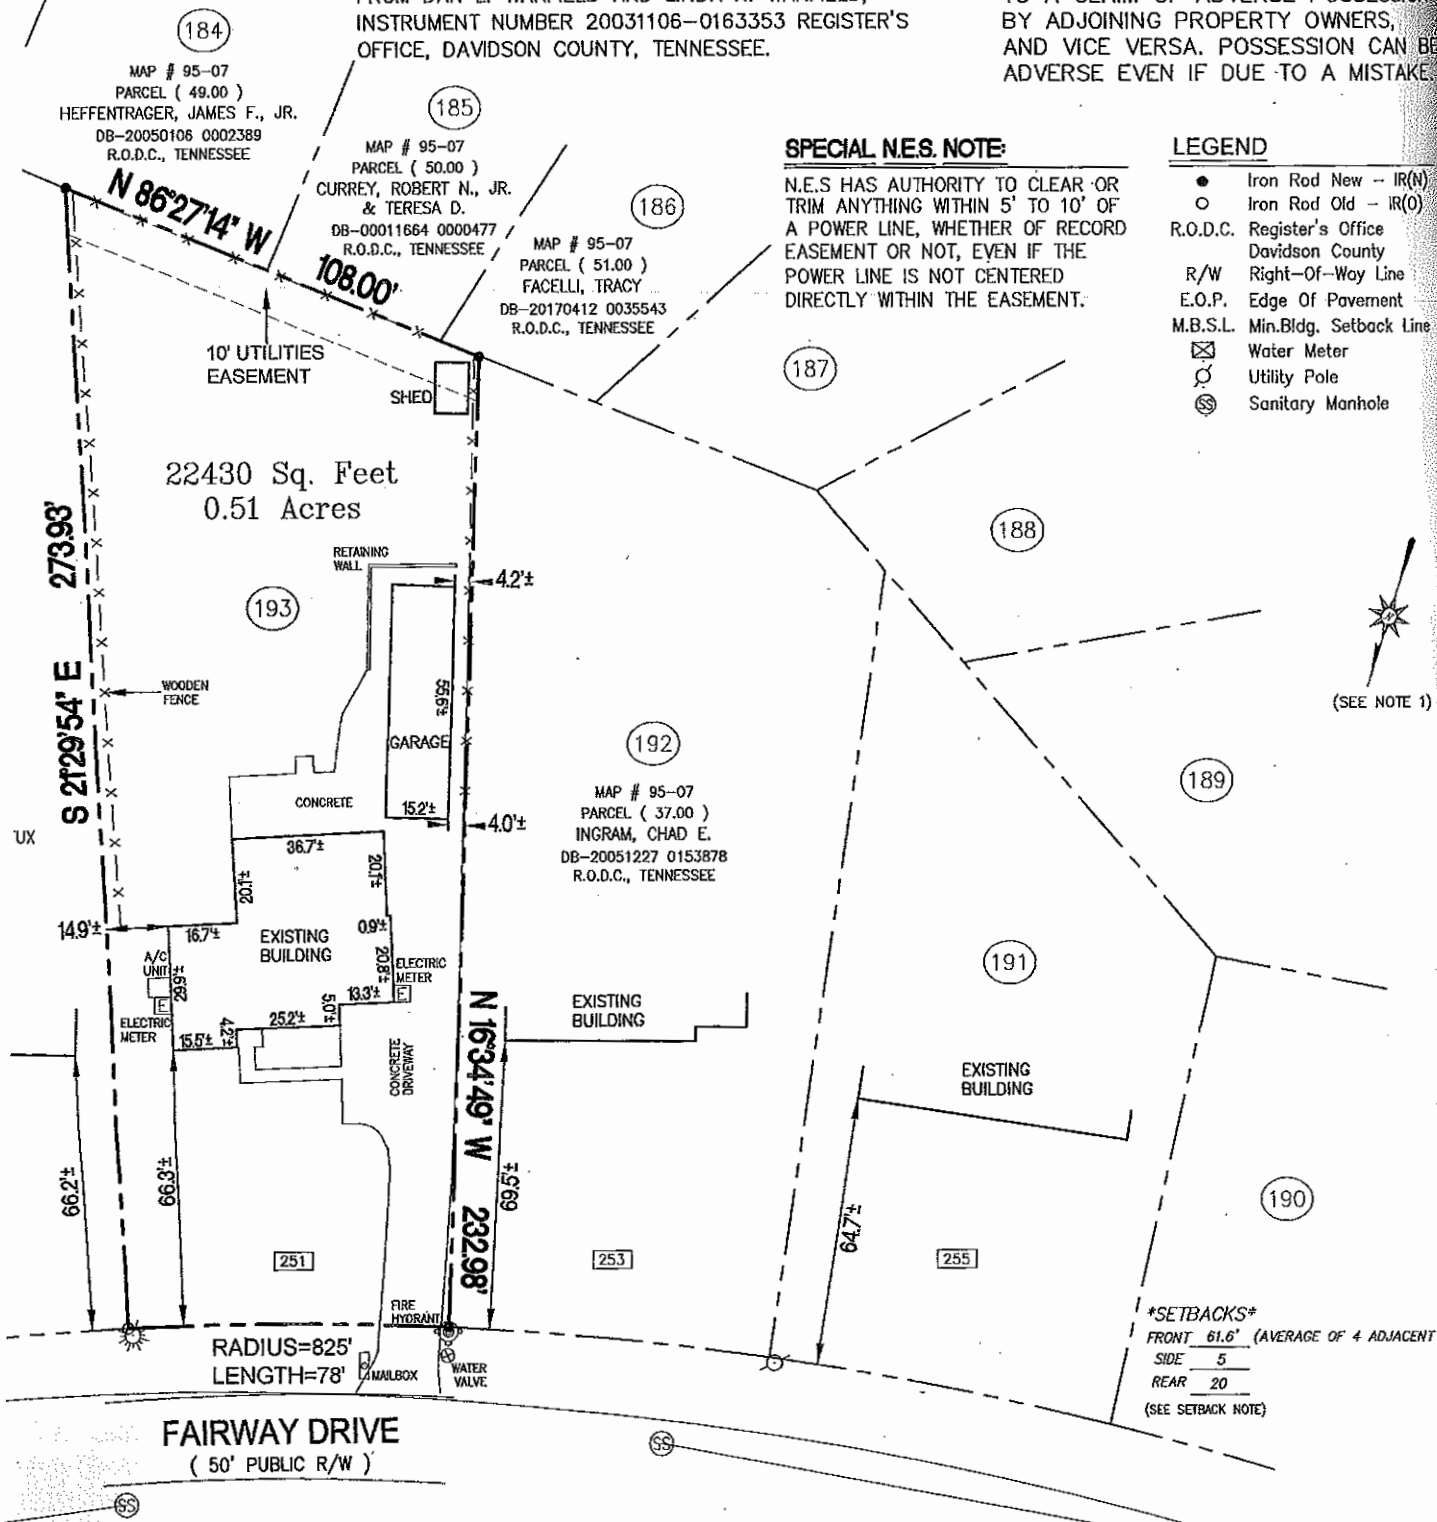 INSTRUMENT NUMBER 20031106-0163353 REGISTER'S
OFFICE, DAVIDSON COUNTY, TENNESSEE.
BY ADJOINING PROPERTY OWNERS,
AND VICE VERSA. POSSESSION CAN BE
ADVERSE EVEN IF DUE TO A MISTAKE.
184
MAP # 95-07
PARCEL ( 49.00 )
HEFFENTRAGER, JAMES F., JR.
DB-20050106 0002389
R.O.D.C., TENNESSEE
185
MAP # 95-07
PARCEL ( 50.00 )
CURREY, ROBERT N., JR.
& TERESA D.
DB-00011664 0000477
R.O.D.C., TENNESSEE
186
MAP # 95-07
PARCEL ( 51.00 )
FACELLI, TRACY
DB-20170412 0035543
R.O.D.C., TENNESSEE
SPECIAL N.E.S. NOTE:
N.E.S HAS AUTHORITY TO CLEAR OR
TRIM ANYTHING WITHIN 5' TO 10' OF
A POWER LINE, WHETHER OF RECORD
EASEMENT OR NOT, EVEN IF THE
POWER LINE IS NOT CENTERED
DIRECTLY WITHIN THE EASEMENT.
LEGEND
Iron Rod New - IR(N)
Iron Rod Old - IR(O)
R.O.D.C. Register's Office
Davidson County
R/W Right-Of-Way Line
E.O.P. Edge Of Pavement
M.B.S.L. Min.Bldg. Setback Line
Water Meter
Utility Pole
SS Sanitary Manhole
N 86°27'14" W
108.00'
10' UTILITIES
EASEMENT
SHED
187
188
22430 Sq. Feet
0.51 Acres
273.93'
S 21°29'54" E
RETAINING
WALL
4.2'±
193
WOODEN
FENCE
55.6'±
GARAGE
15.2'±
4.0'±
CONCRETE
192
MAP # 95-07
PARCEL ( 37.00 )
INGRAM, CHAD E.
DB-20051227 0153878
R.O.D.C., TENNESSEE
N
(SEE NOTE 1)
189
UX
36.7'±
20.1'±
20.1'±
14.9'±
16.7'±
0.9'±
EXISTING
BUILDING
A/C
UNIT
29.6'±
20.8'±
ELECTRIC
METER
E
13.3'±
E
ELECTRIC
METER
5.0'±
25.2'±
4.2'±
15.5'±
CONCRETE
DRIVEWAY
N 16°34'49" W
232.98'
EXISTING
BUILDING
191
EXISTING
BUILDING
66.2'±
66.3'±
69.5'±
64.7'±
190
251
253
255
FIRE
HYDRANT
RADIUS=825'
LENGTH=78'
MAILBOX
WATER
VALVE
*SETBACKS*
FRONT 61.6' (AVERAGE OF 4 ADJACENT
SIDE 5
REAR 20
(SEE SETBACK NOTE)
FAIRWAY DRIVE
( 50' PUBLIC R/W )
SS
SS